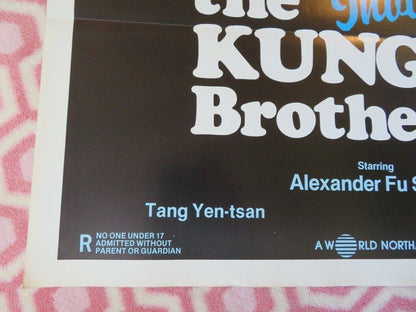 the
KUNG
Brothe
Starring
Alexander Fu S
Tang Yen-tsan
R NO ONE UNDER 17
ADMITTED WITHOUT
PARENT OR GUARDIAN
A WORLD NORTH